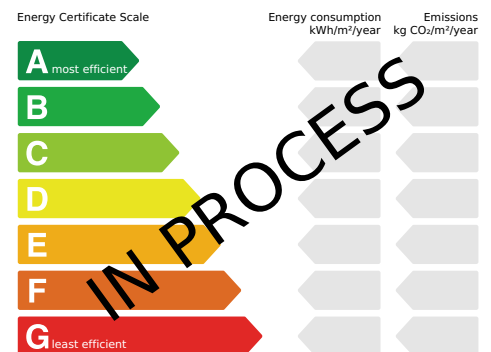 Energy Certificate Scale
Energy consumption
kWh/m²/year
Emissions
kg CO₂/m²/year
A most efficient
B
C
D
E
F
G least efficient
IN PROCESS